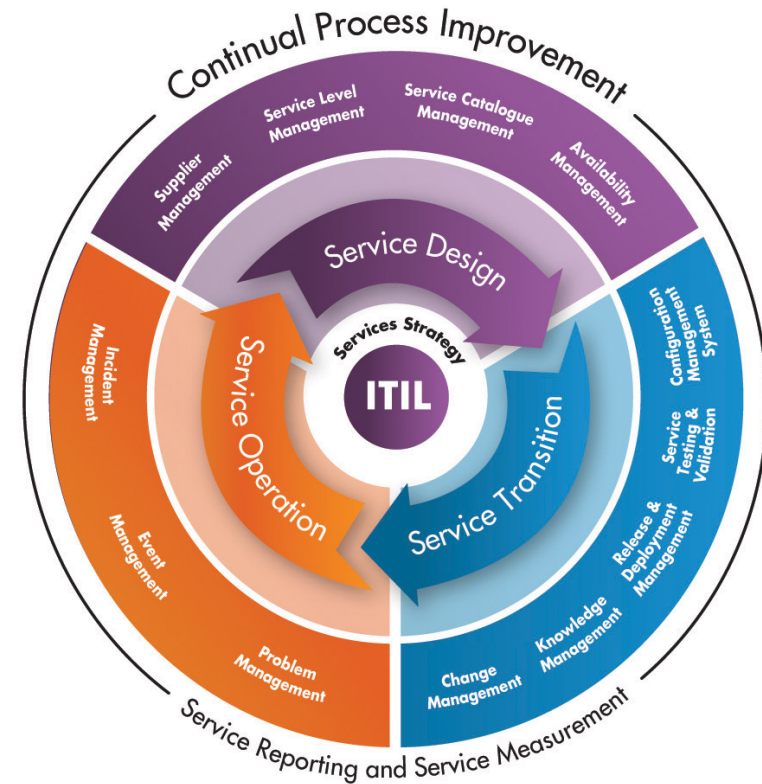 Continual Process Improvement
Supplier
Management
Service Level
Management
Service Catalogue
Management
Availability
Management
Service Design
Configuration
Management
System
Service
Testing &
Validation
Release &
Deployment
Management
Knowledge
Management
Change
Management
Service Transition
Incident
Management
Event
Management
Problem
Management
Service Operation
Services Strategy
ITIL
Service Reporting and Service Measurement